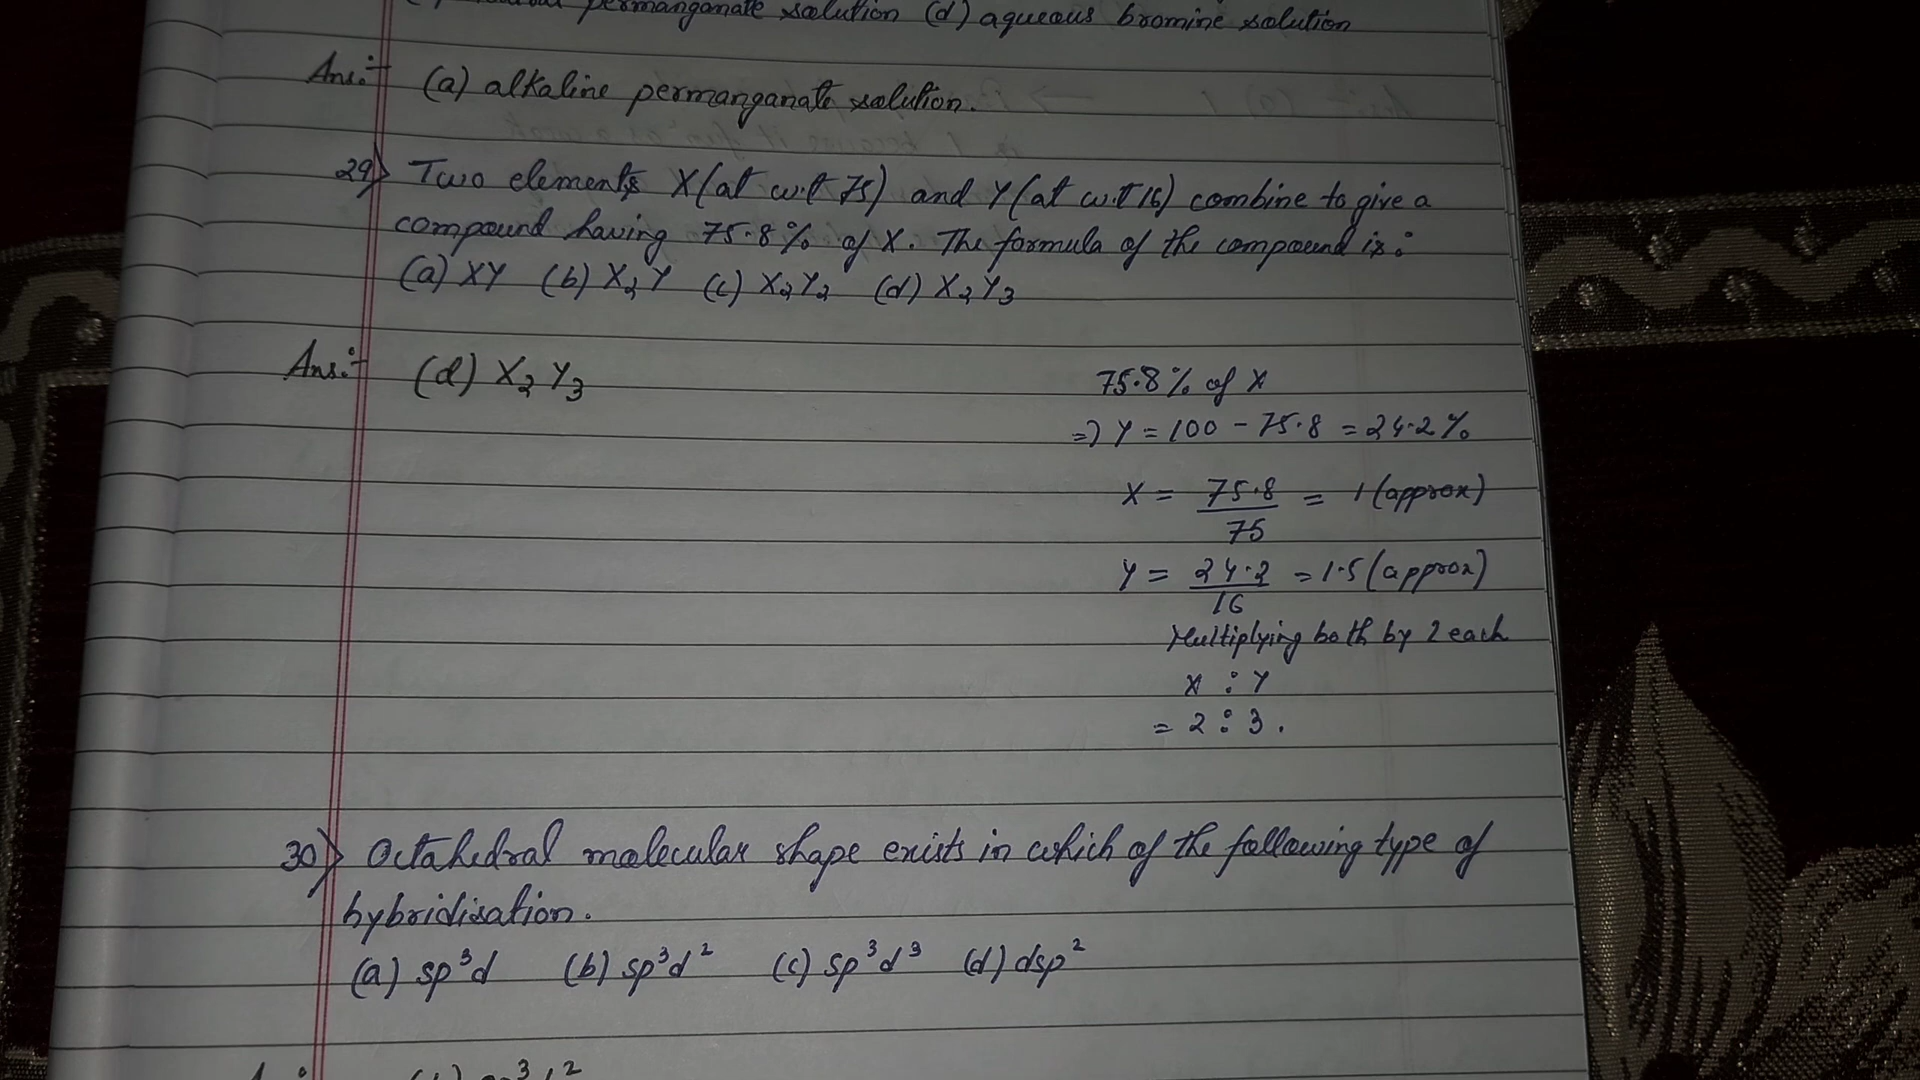 permanganate solution (d) aqueous bromine solution
Ans:- (a) alkaline permanganate solution.
29) Two elements X(at wt 75) and Y(at wt 16) combine to give a
compound having 75.8% of X. The formula of the compound is:
(a) XY (b) X₂Y (c) X₂Y₂ (d) X₂Y₃
Ans:- (d) X₂Y₃
75.8% of X
=) Y = 100 - 75.8 = 24.2%
X = 75.8/75 = 1 (approx)
Y = 24.2/16 = 1.5 (approx)
Multiplying both by 2 each
X : Y
= 2 : 3.
30) Octahedral molecular shape exists in which of the following type of
hybridisation.
(a) sp³d (b) sp³d² (c) sp³d³ (d) dsp²